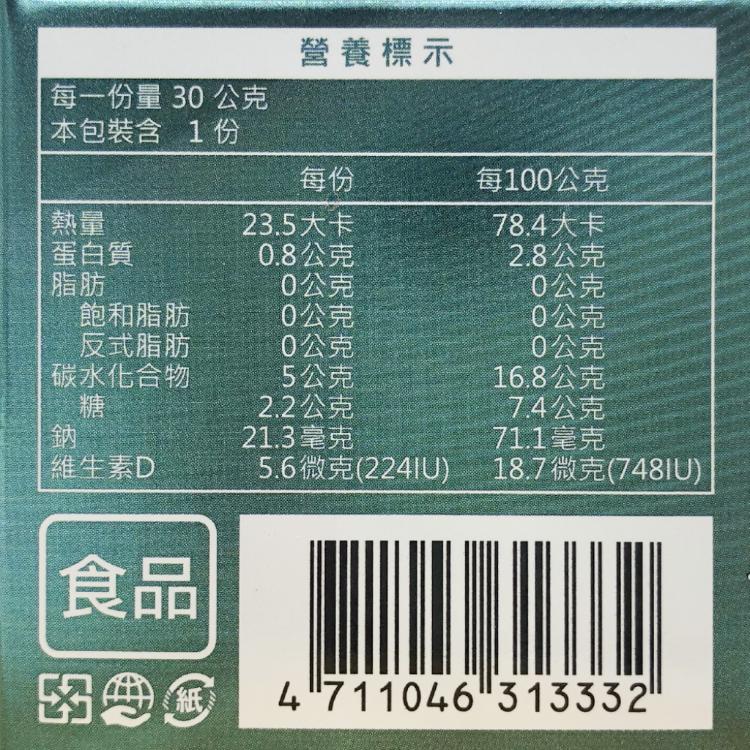 營養標示
每一份量 30 公克
本包裝含 1 份
每份 每100公克
熱量 23.5大卡 78.4大卡
蛋白質 0.8公克 2.8公克
脂肪 0公克 0公克
飽和脂肪 0公克 0公克
反式脂肪 0公克 0公克
碳水化合物 5公克 16.8公克
糖 2.2公克 7.4公克
鈉 21.3毫克 71.1毫克
維生素D 5.6微克(224IU) 18.7微克(748IU)
食品
紙
4 711046 313332